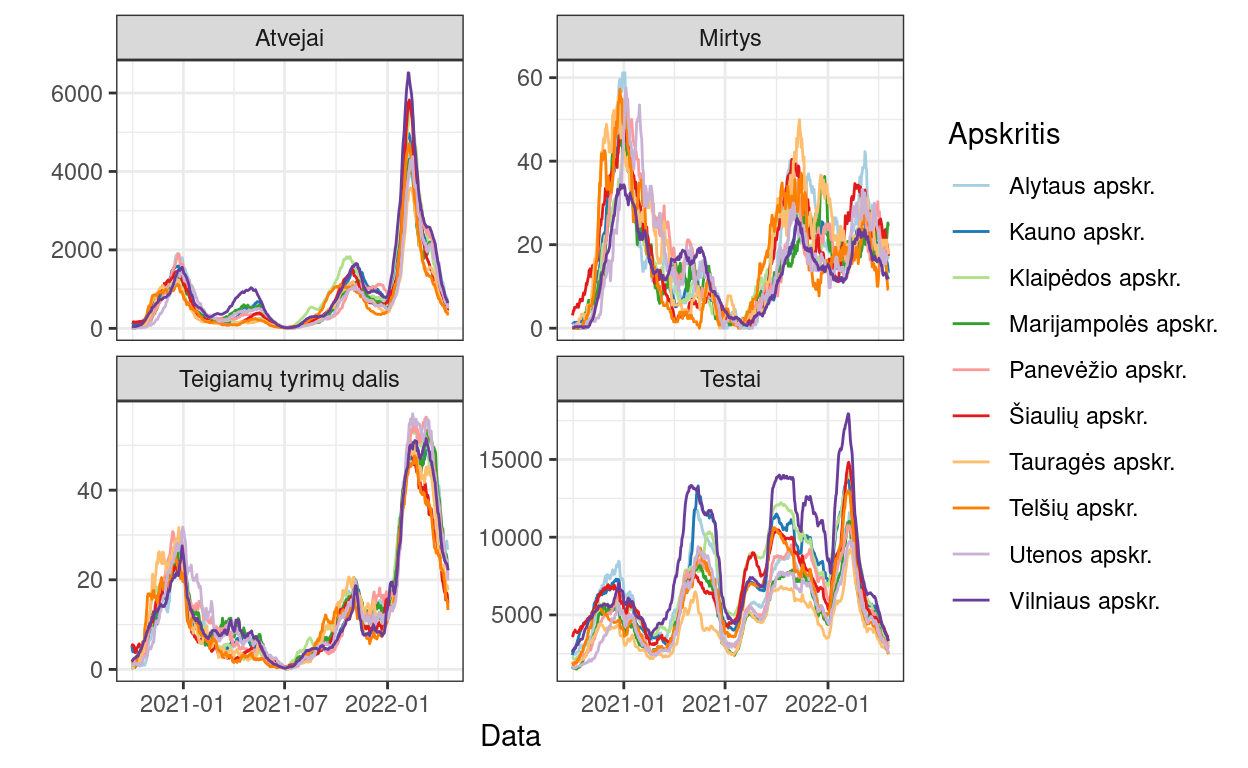 Atvejai
Mirtys
6000
4000
2000
0
60
40
20
0
Teigiamų tyrimų dalis
Testai
40
20
0
15000
10000
5000
2021-01 2021-07 2022-01
2021-01 2021-07 2022-01
Data
Apskritis
Alytaus apskr.
Kauno apskr.
Klaipėdos apskr.
Marijampolės apskr.
Panevėžio apskr.
Šiaulių apskr.
Tauragės apskr.
Telšių apskr.
Utenos apskr.
Vilniaus apskr.